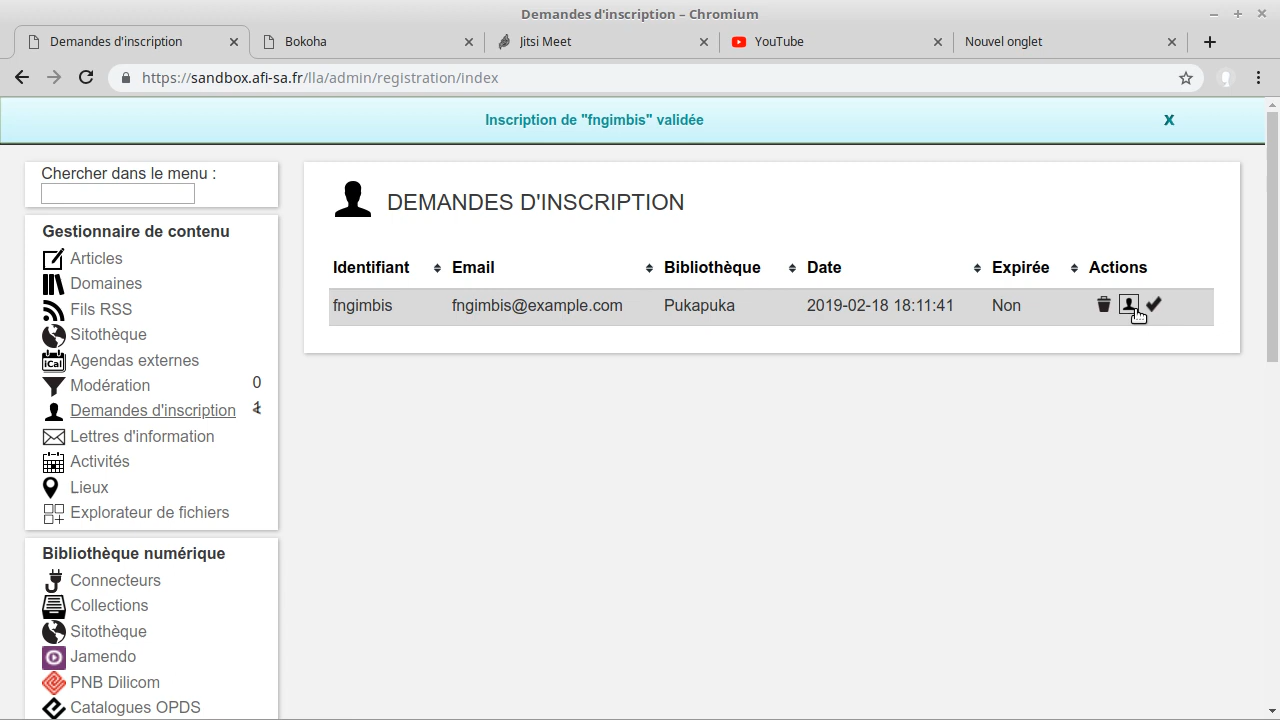 Demandes d'inscription – Chromium
Demandes d'inscription
Bokoha
Jitsi Meet
YouTube
Nouvel onglet
https://sandbox.afi-sa.fr/lla/admin/registration/index
Inscription de "fngimbis" validée
X
Chercher dans le menu :
Gestionnaire de contenu
Articles
Domaines
Fils RSS
Sitothèque
iCal Agendas externes
Modération 0
Demandes d'inscription
Lettres d'information
Activités
Lieux
Explorateur de fichiers
Bibliothèque numérique
Connecteurs
Collections
Sitothèque
Jamendo
PNB Dilicom
Catalogues OPDS
DEMANDES D'INSCRIPTION
Identifiant Email Bibliothèque Date Expirée Actions
fngimbis fngimbis@example.com Pukapuka 2019-02-18 18:11:41 Non